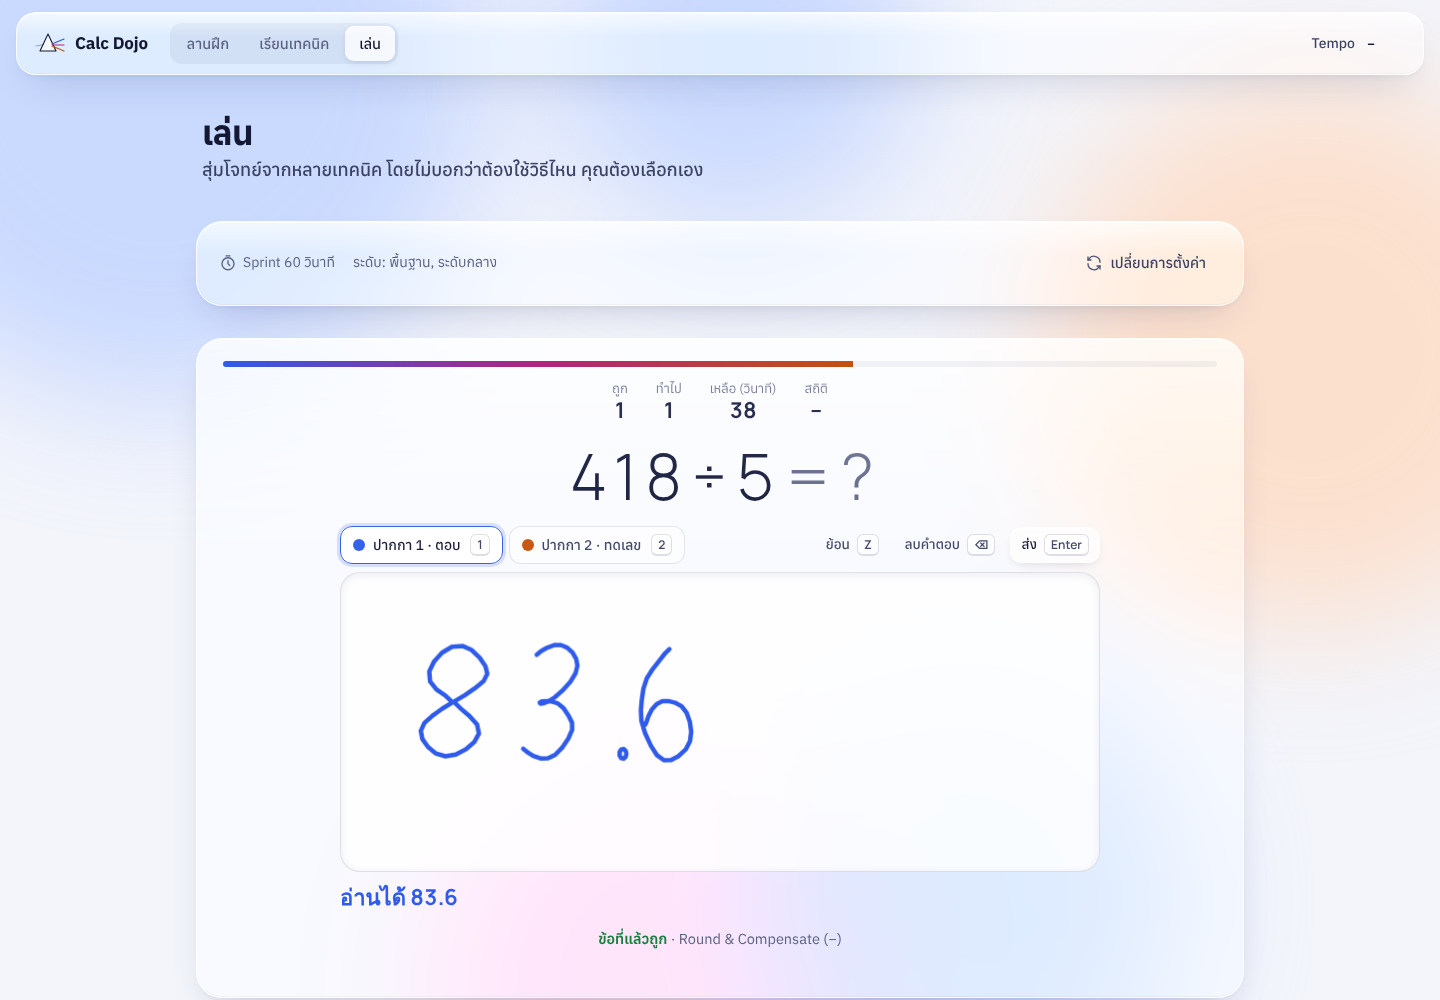 Calc Dojo ลานฝึก เรียนเทคนิค เล่น Tempo –
เล่น
สุ่มโจทย์จากหลายเทคนิค โดยไม่บอกว่าต้องใช้วิธีไหน คุณต้องเลือกเอง
Sprint 60 วินาที ระดับ: พื้นฐาน, ระดับกลาง เปลี่ยนการตั้งค่า
ถูก ทำไป เหลือ (วินาที) สถิติ
1 1 38 –
418 ÷ 5 = ?
ปากกา 1 · ตอบ 1 ปากกา 2 · ทดเลข 2 ย้อน Z ลบคำตอบ ⌫ ส่ง Enter
83.6
อ่านได้ 83.6
ข้อที่แล้วถูก · Round & Compensate (−)